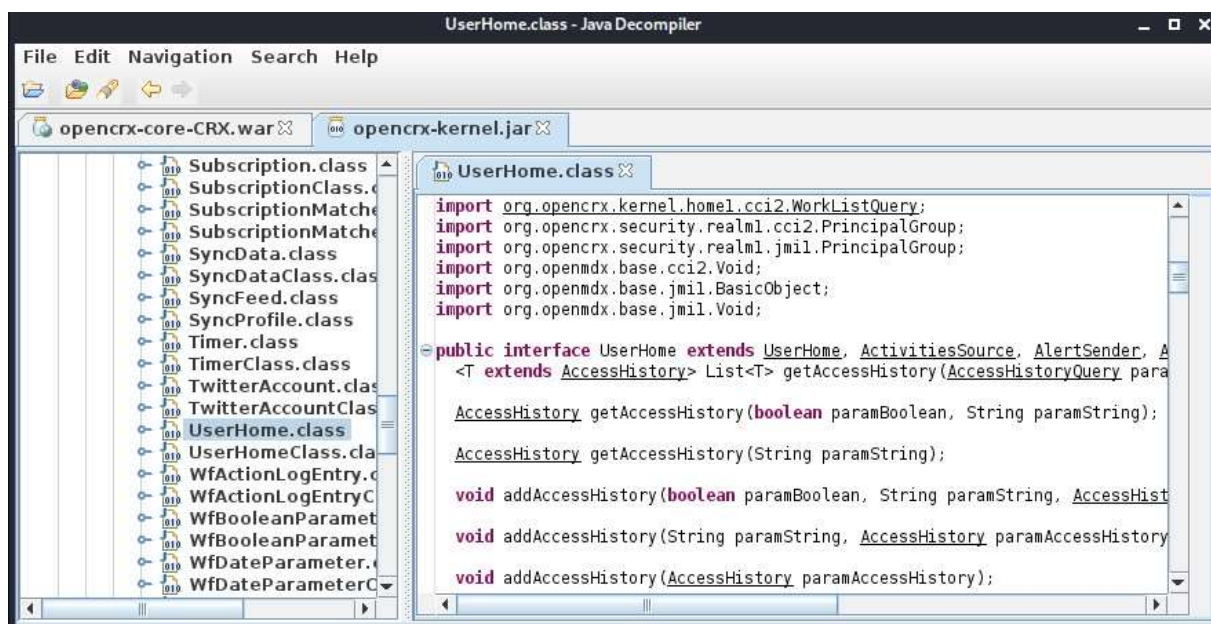 UserHome.class - Java Decompiler
File Edit Navigation Search Help
opencrx-core-CRX.war
opencrx-kernel.jar
Subscription.class
SubscriptionClass.c
SubscriptionMatche
SubscriptionMatche
SyncData.class
SyncDataClass.clas
SyncFeed.class
SyncProfile.class
Timer.class
TimerClass.class
TwitterAccount.clas
TwitterAccountClas
UserHome.class
UserHomeClass.cla
WfActionLogEntry.c
WfActionLogEntryC
WfBooleanParamet
WfBooleanParamet
WfDateParameter.c
WfDateParameterC
UserHome.class
import org.opencrx.kernel.home1.cci2.WorkListQuery;
import org.opencrx.security.realm1.cci2.PrincipalGroup;
import org.opencrx.security.realm1.jmi1.PrincipalGroup;
import org.openmdx.base.cci2.Void;
import org.openmdx.base.jmi1.BasicObject;
import org.openmdx.base.jmi1.Void;
public interface UserHome extends UserHome, ActivitiesSource, AlertSender, A
<T extends AccessHistory> List<T> getAccessHistory(AccessHistoryQuery para
AccessHistory getAccessHistory(boolean paramBoolean, String paramString);
AccessHistory getAccessHistory(String paramString);
void addAccessHistory(boolean paramBoolean, String paramString, AccessHist
void addAccessHistory(String paramString, AccessHistory paramAccessHistory
void addAccessHistory(AccessHistory paramAccessHistory);